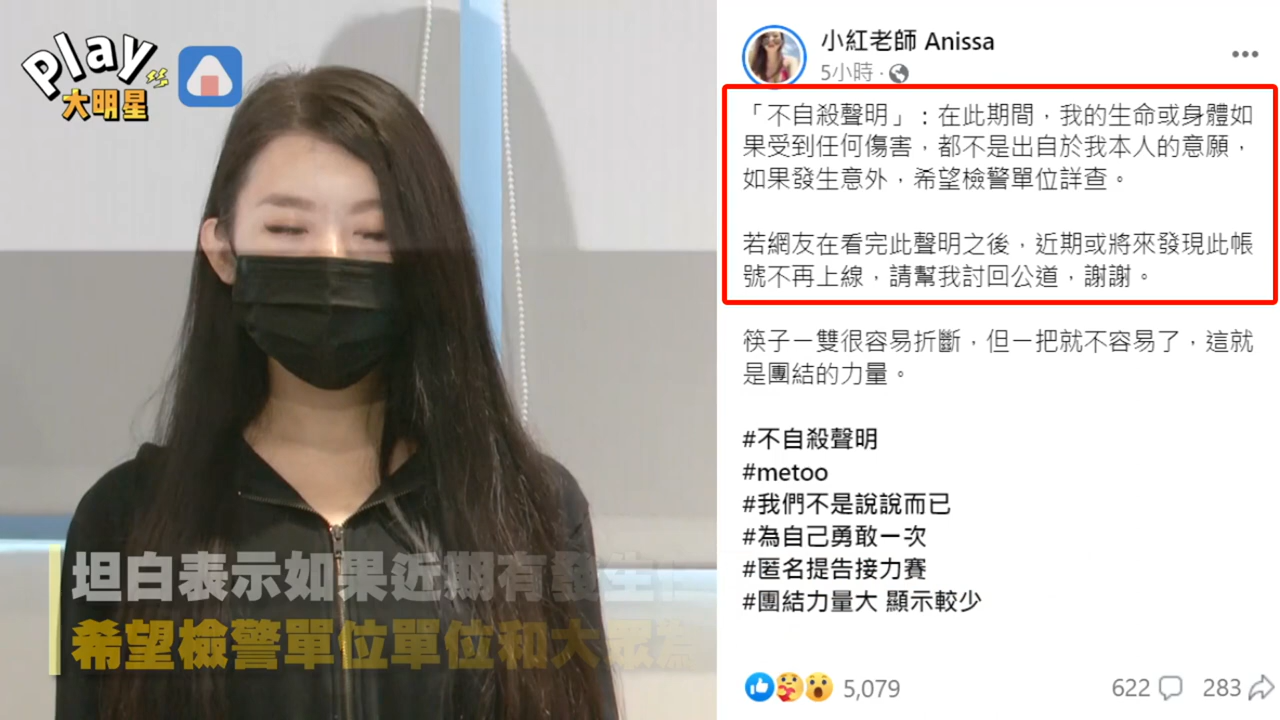 Play
大明星
坦白表示如果近期有發生
希望檢警單位單位和大眾為
小紅老師 Anissa
5小時 ·
「不自殺聲明」:在此期間,我的生命或身體如
果受到任何傷害,都不是出自於我本人的意願,
如果發生意外,希望檢警單位詳查。
若網友在看完此聲明之後,近期或將來發現此帳
號不再上線,請幫我討回公道,謝謝。
筷子一雙很容易折斷,但一把就不容易了,這就
是團結的力量。
#不自殺聲明
#metoo
#我們不是說說而已
#為自己勇敢一次
#匿名提告接力賽
#團結力量大 顯示較少
5,079
622
283